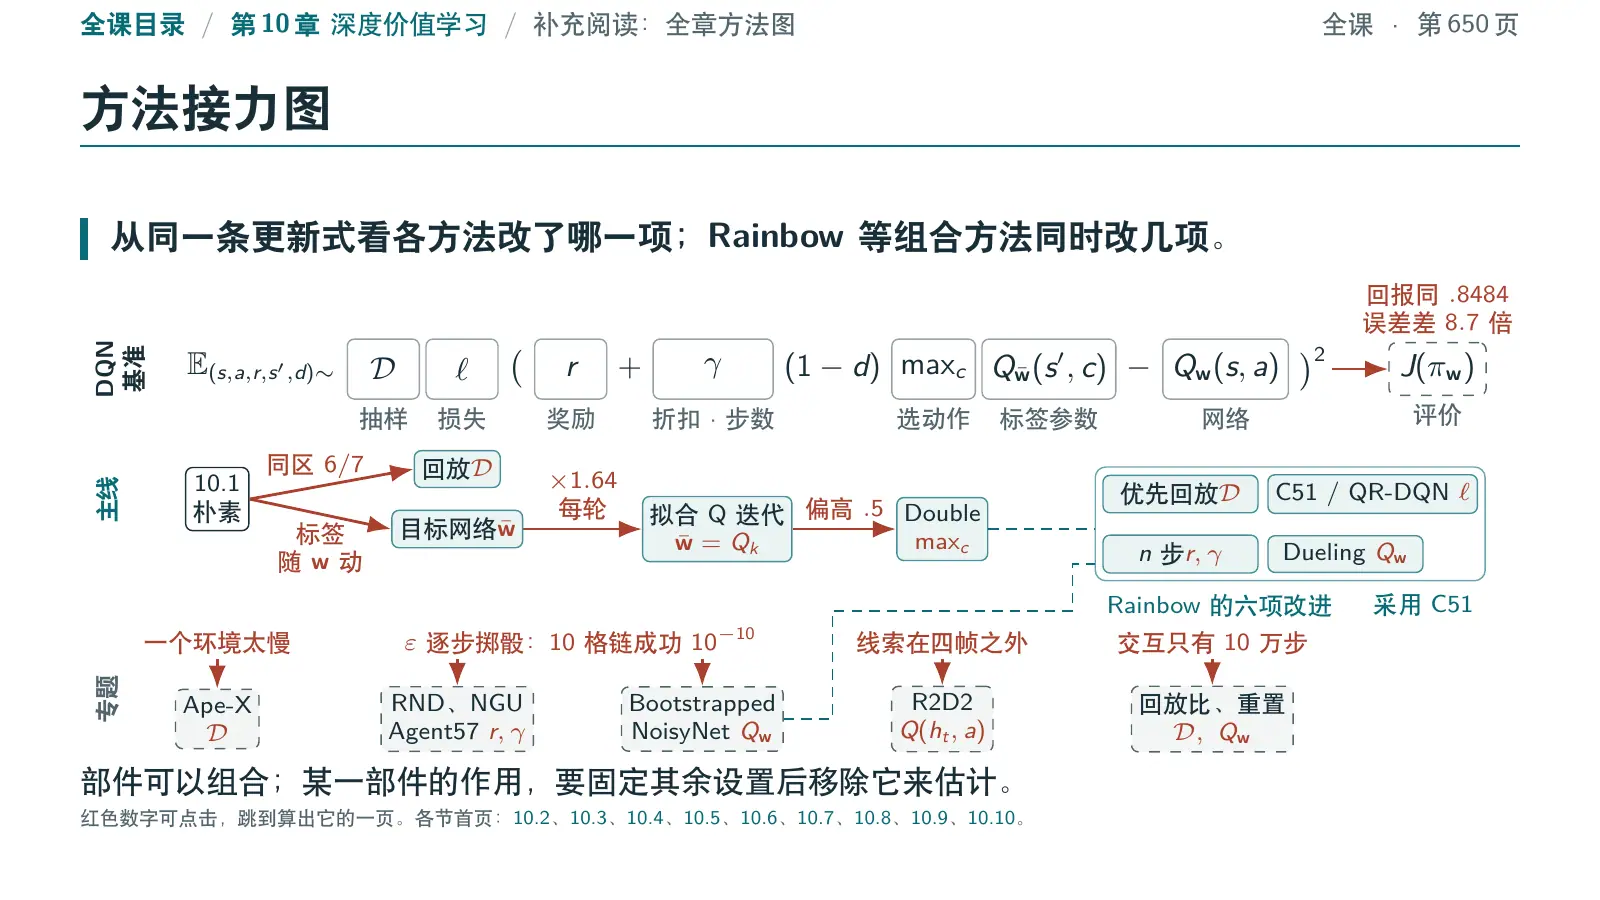 全课目录 / 第 10 章 深度价值学习 / 补充阅读：全章方法图
全课 · 第 650 页
方法接力图
从同一条更新式看各方法改了哪一项；Rainbow 等组合方法同时改几项。
回报同 .8484
误差差 8.7 倍
DQN
基准
𝔼(s,a,r,s′,d)∼ 𝒟 ℓ ( r + γ (1 − d) max_c Q_w̄(s′, c) − Q_w(s, a) )² J(π_w)
抽样 损失 奖励 折扣 · 步数 选动作 标签参数 网络 评价
主线
10.1
朴素
同区 6/7
回放𝒟
标签
随 w 动
目标网络w̄
×1.64
每轮
拟合 Q 迭代
w̄ = Q_k
偏高 .5
Double
max_c
优先回放𝒟
C51 / QR-DQN ℓ
n 步r, γ
Dueling Q_w
Rainbow 的六项改进 采用 C51
专题
一个环境太慢
Ape-X
𝒟
ε 逐步掷骰：10 格链成功 10⁻¹⁰
RND、NGU
Agent57 r, γ
Bootstrapped
NoisyNet Q_w
线索在四帧之外
R2D2
Q(h_t, a)
交互只有 10 万步
回放比、重置
𝒟, Q_w
部件可以组合；某一部件的作用，要固定其余设置后移除它来估计。
红色数字可点击，跳到算出它的一页。各节首页：10.2、10.3、10.4、10.5、10.6、10.7、10.8、10.9、10.10。